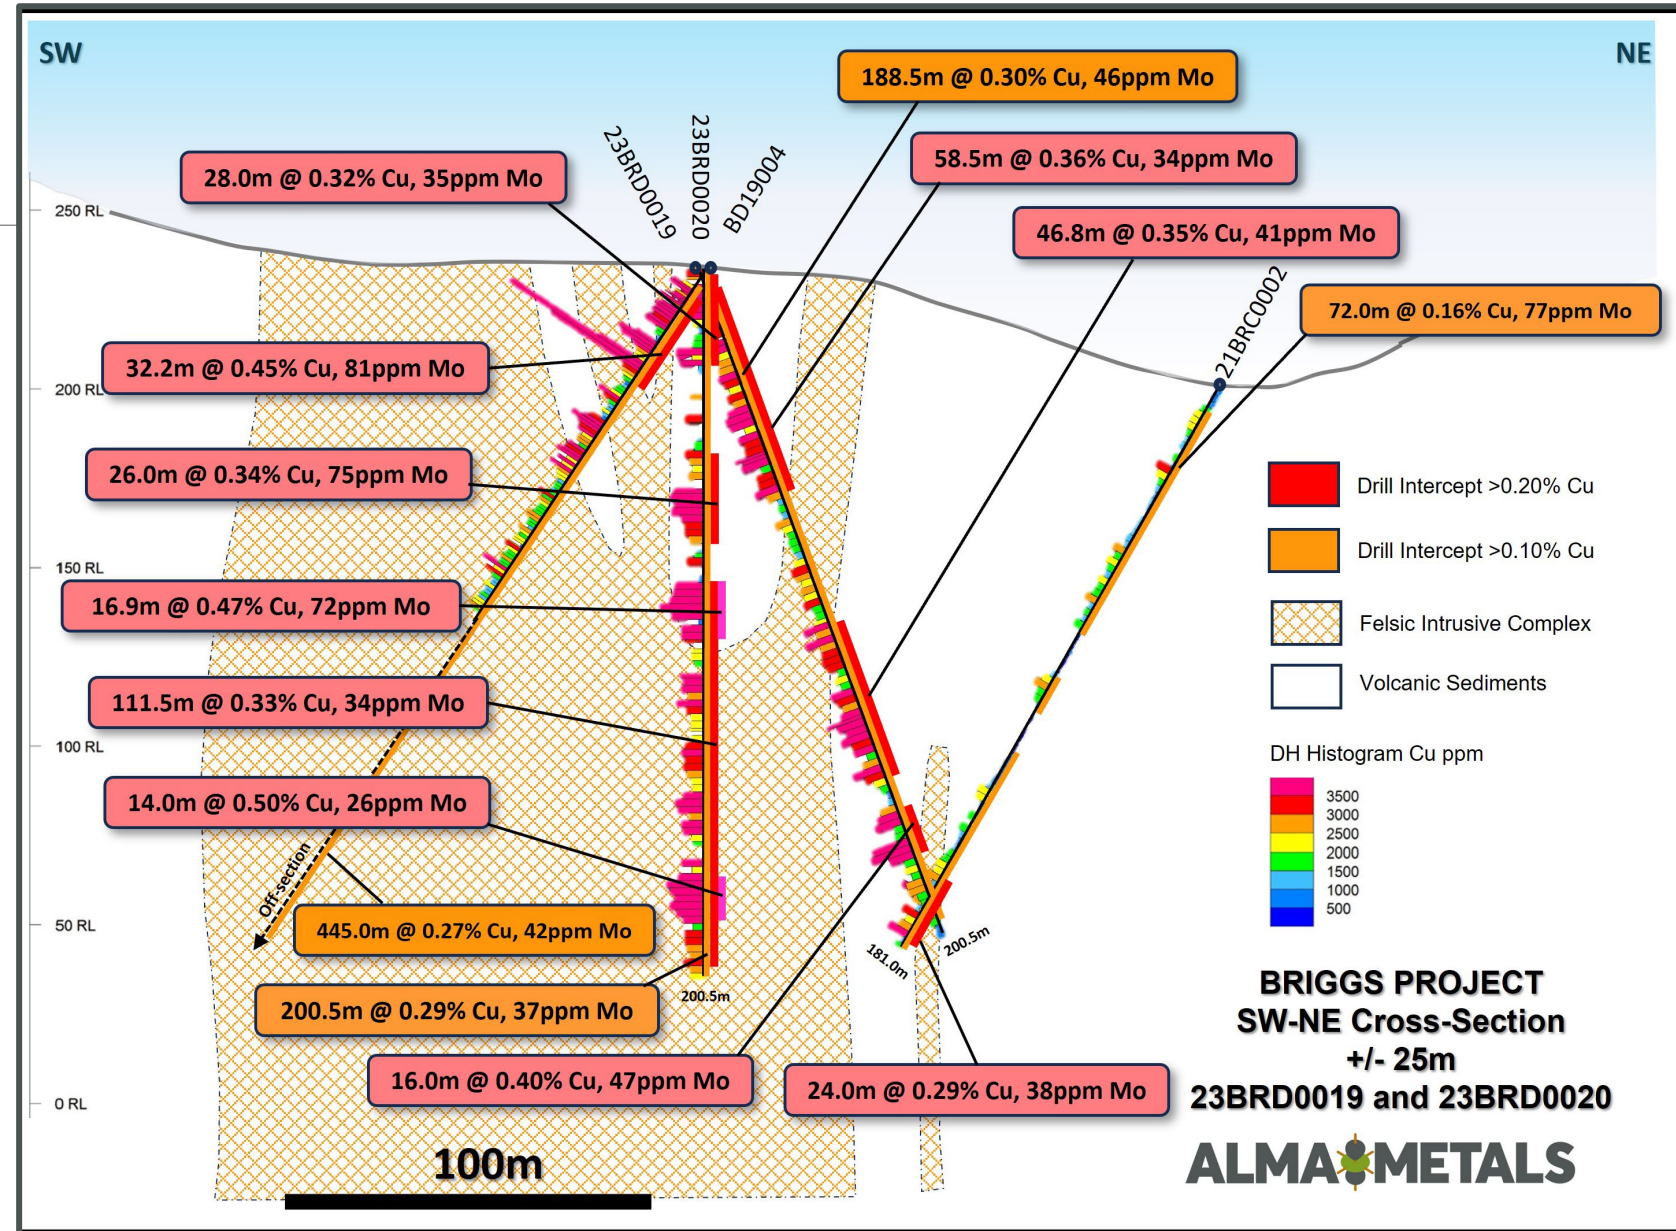 SW
NE
188.5m @ 0.30% Cu, 46ppm Mo
58.5m @ 0.36% Cu, 34ppm Mo
28.0m @ 0.32% Cu, 35ppm Mo
23BRD0019
23BRD0020
BD19004
46.8m @ 0.35% Cu, 41ppm Mo
250 RL
21BRC0002
72.0m @ 0.16% Cu, 77ppm Mo
32.2m @ 0.45% Cu, 81ppm Mo
200 RL
26.0m @ 0.34% Cu, 75ppm Mo
Drill Intercept >0.20% Cu
Drill Intercept >0.10% Cu
150 RL
16.9m @ 0.47% Cu, 72ppm Mo
Felsic Intrusive Complex
Volcanic Sediments
111.5m @ 0.33% Cu, 34ppm Mo
100 RL
DH Histogram Cu ppm
3500
3000
2500
2000
1500
1000
500
14.0m @ 0.50% Cu, 26ppm Mo
Off-section
50 RL
445.0m @ 0.27% Cu, 42ppm Mo
181.0m
200.5m
200.5m
200.5m @ 0.29% Cu, 37ppm Mo
16.0m @ 0.40% Cu, 47ppm Mo
24.0m @ 0.29% Cu, 38ppm Mo
0 RL
100m
BRIGGS PROJECT
SW-NE Cross-Section
+/- 25m
23BRD0019 and 23BRD0020
ALMA METALS